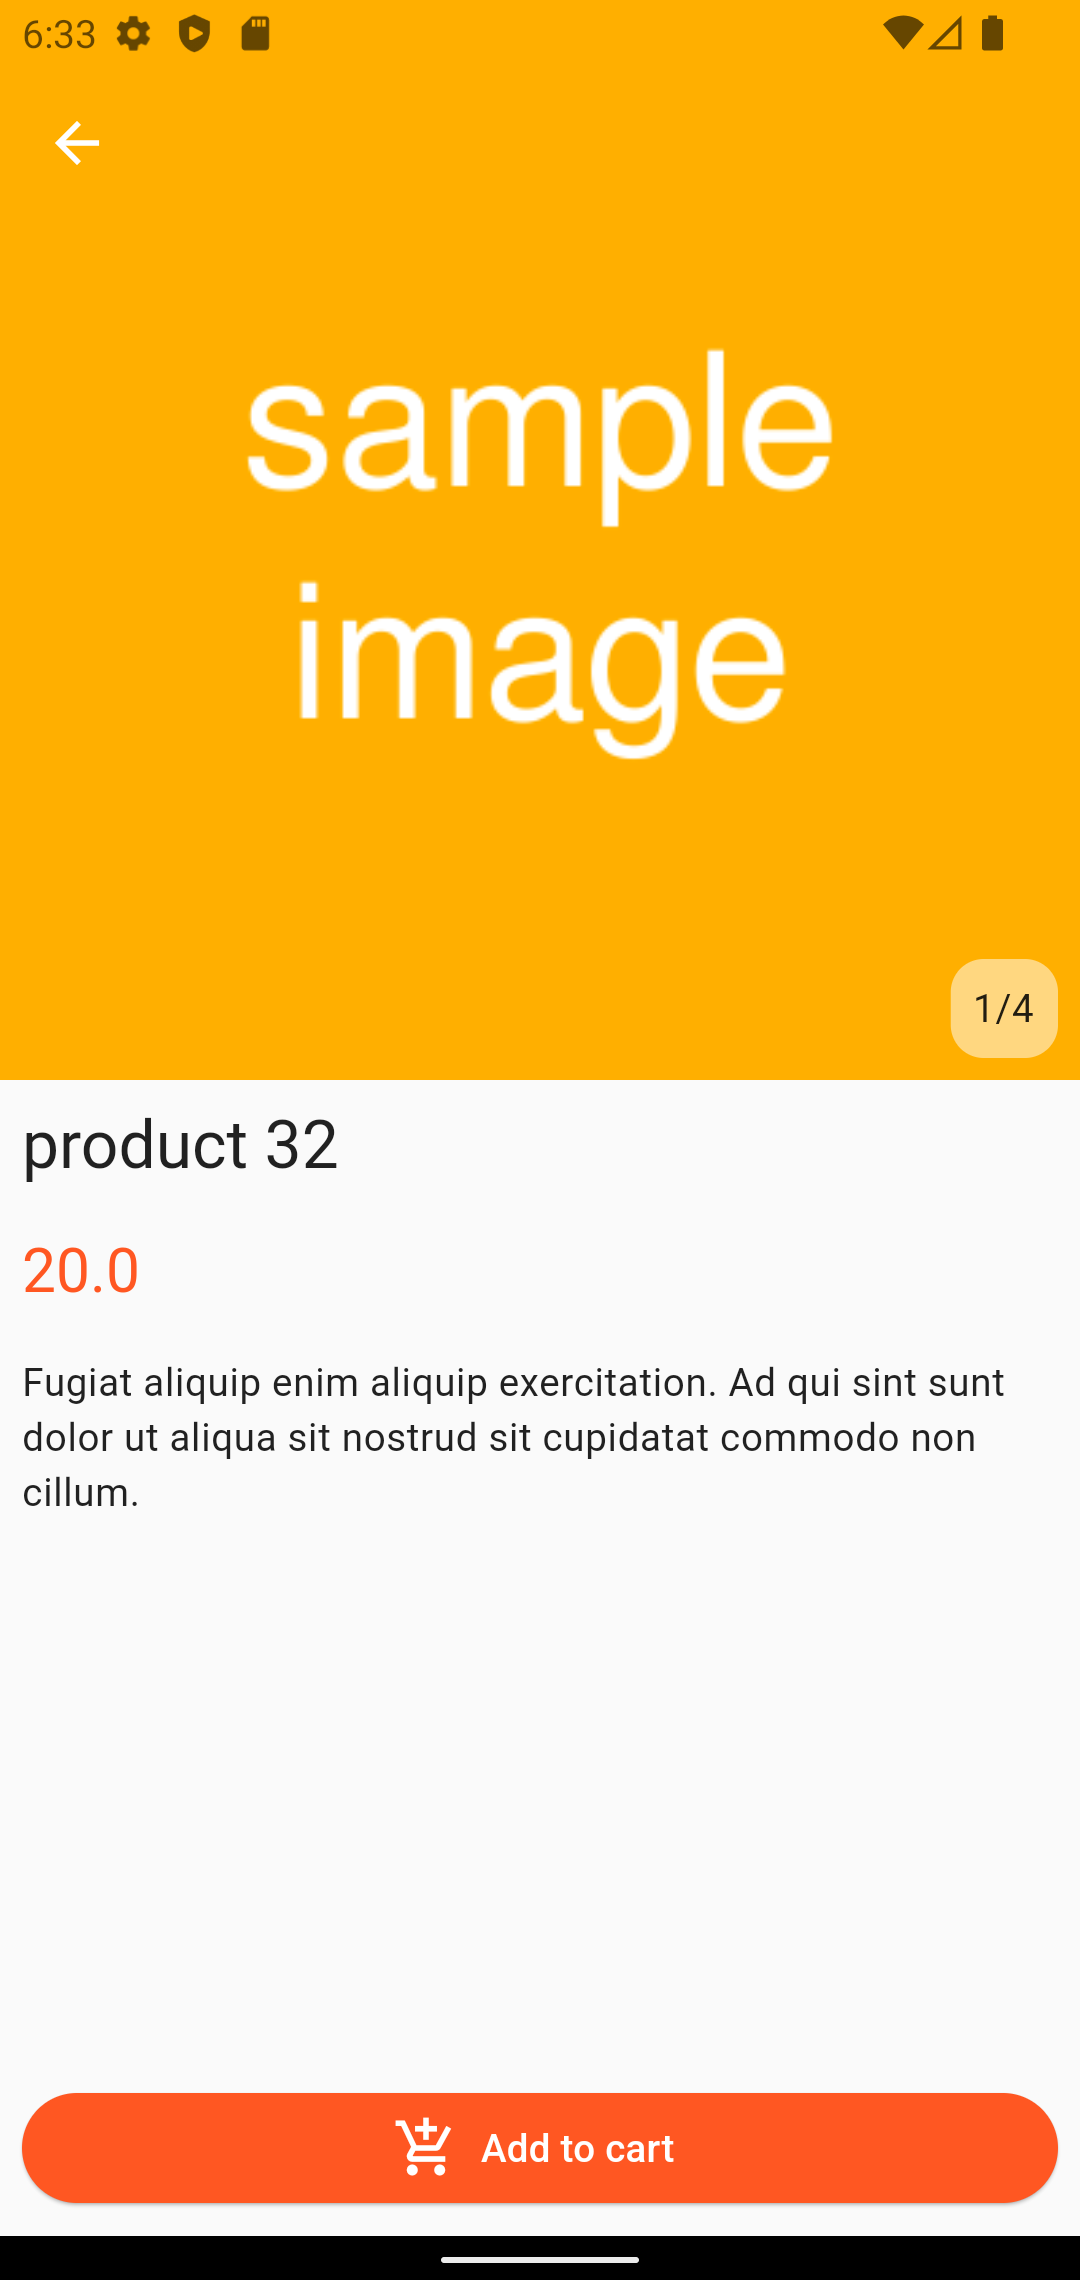 6:33
sample
image
1/4
product 32
20.0
Fugiat aliquip enim aliquip exercitation. Ad qui sint sunt
dolor ut aliqua sit nostrud sit cupidatat commodo non
cillum.
Add to cart